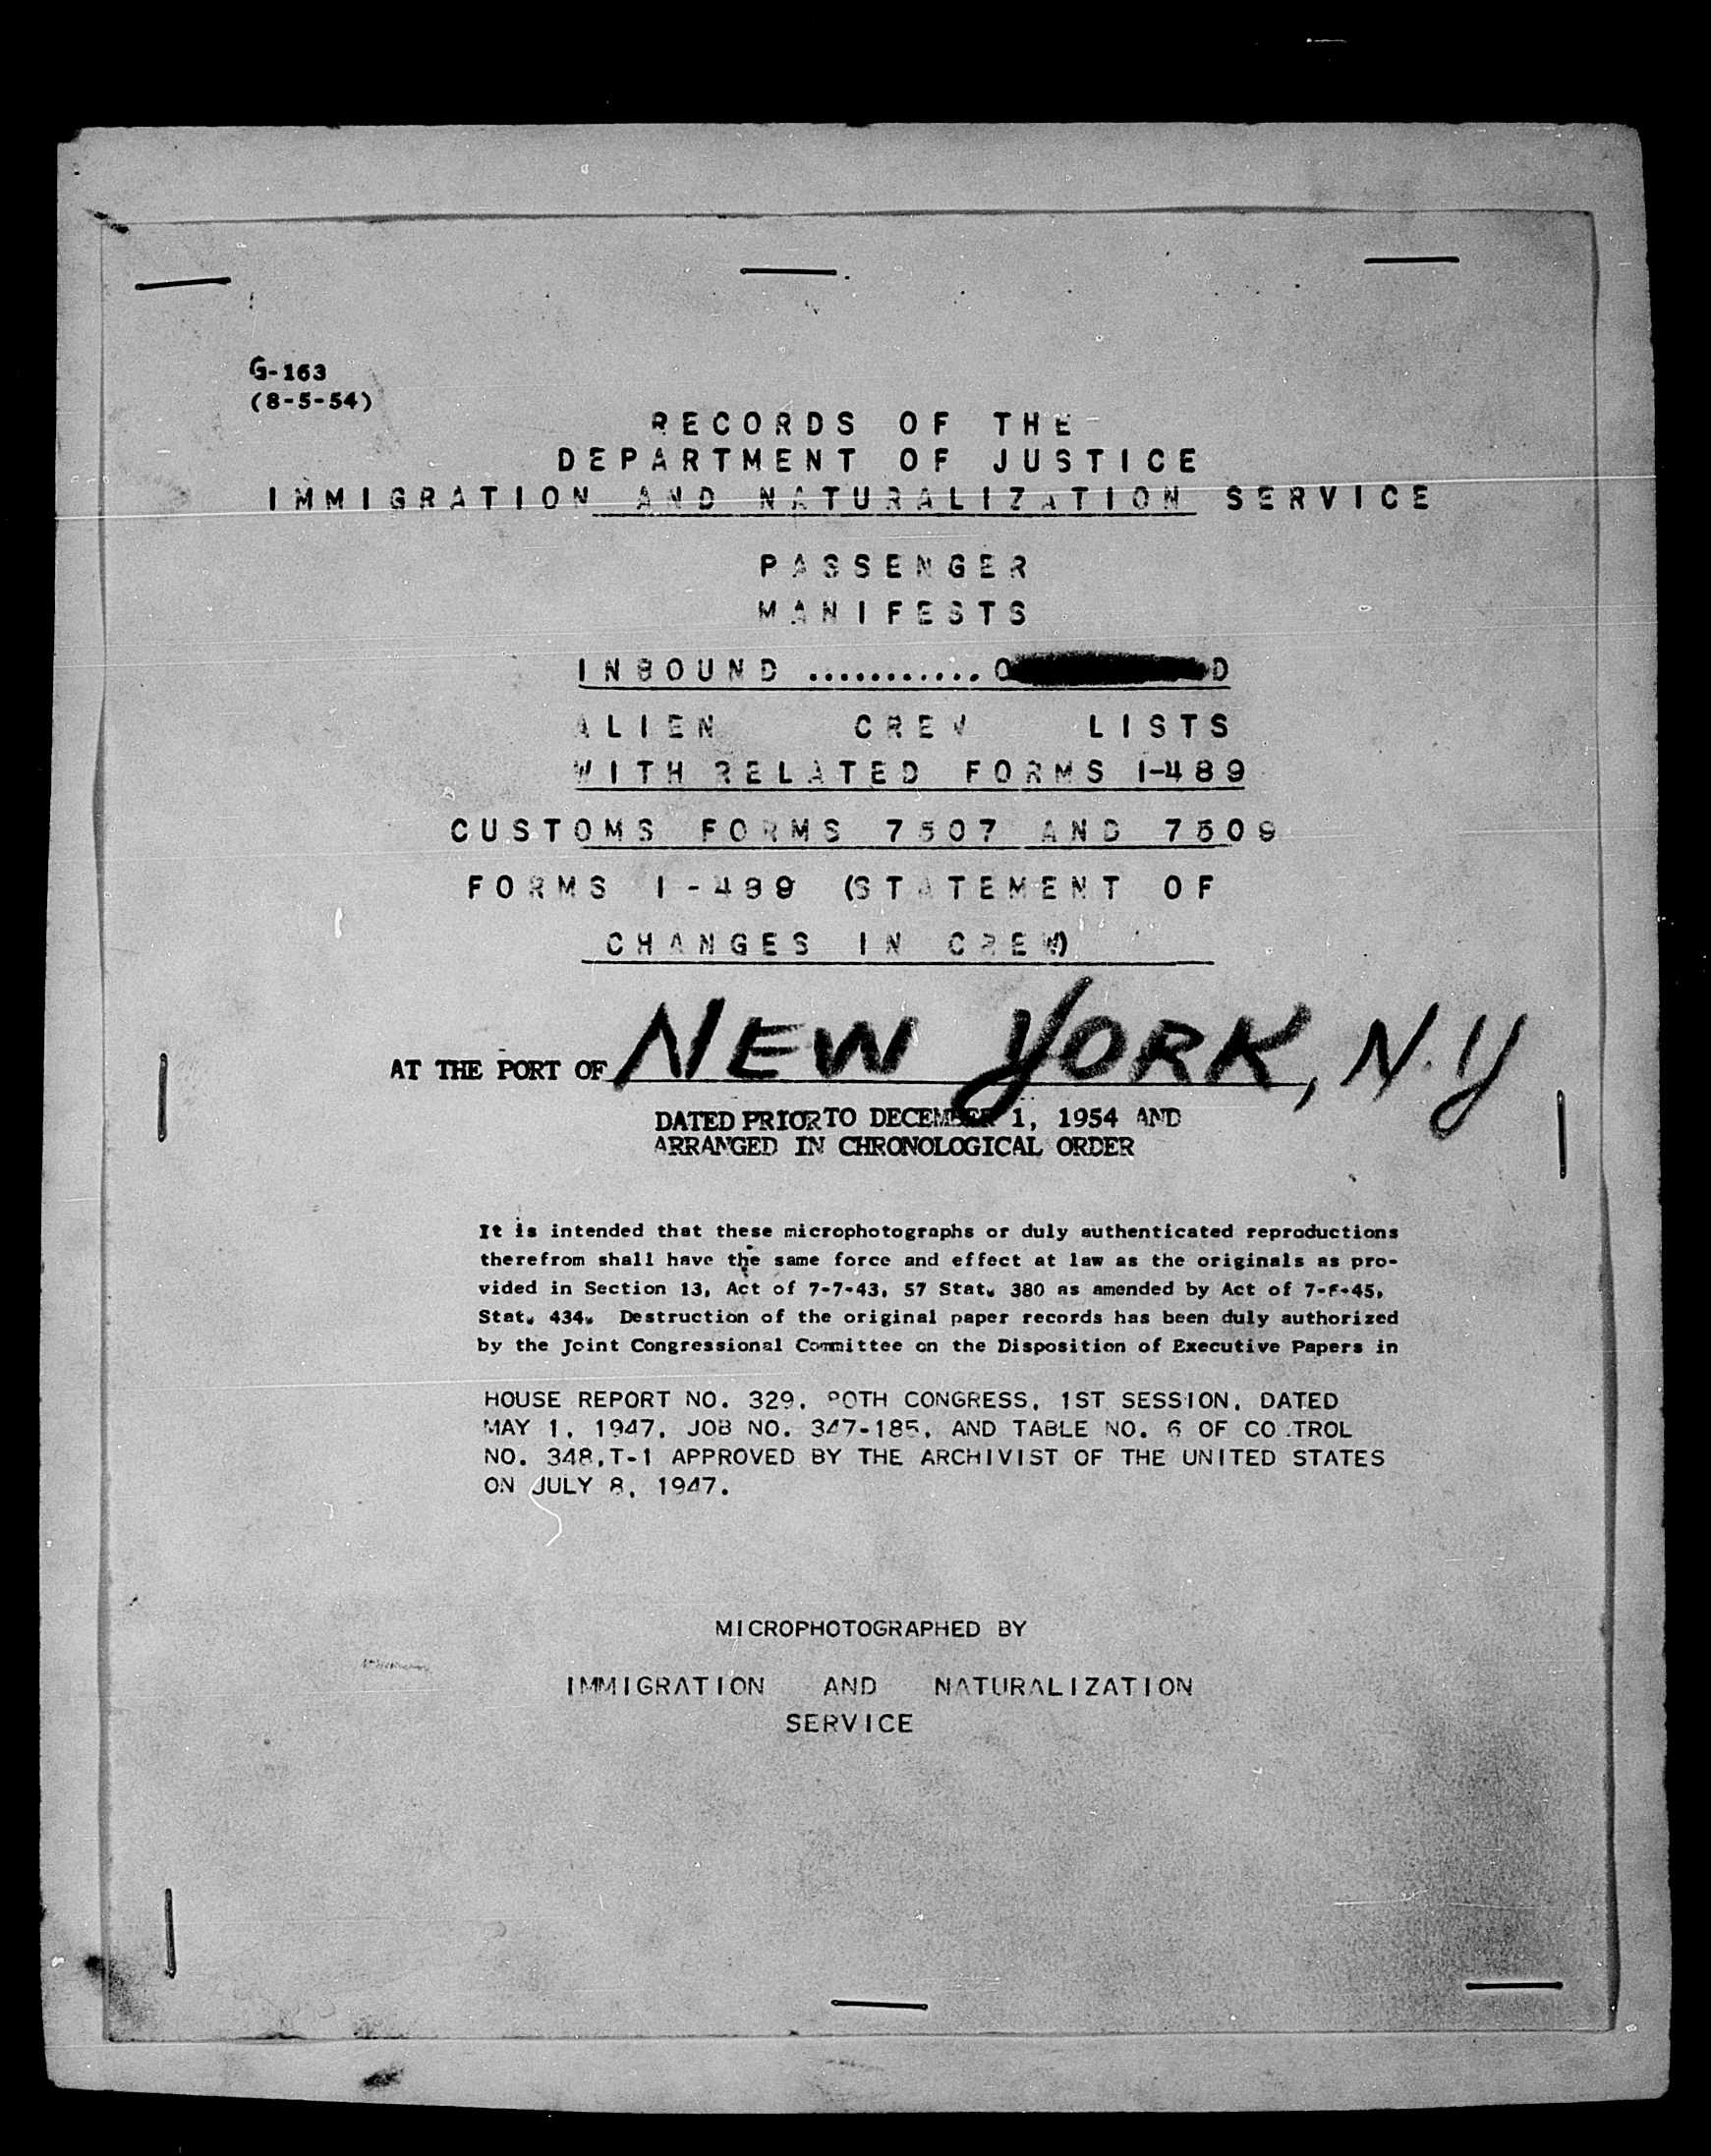 G-163
(8-5-54)
RECORDS OF THE
DEPARTMENT OF JUSTICE
IMMIGRATION AND NATURALIZATION SERVICE
PASSENGER
MANIFESTS
INBOUND ...........
ALIEN CREW LISTS
WITH RELATED FORMS I-489
CUSTOMS FORMS 7507 AND 7509
FORMS I-489 (STATEMENT OF
CHANGES IN CREW)
AT THE PORT OF NEW YORK, N.Y
DATED PRIOR TO DECEMBER 1, 1954 AND
ARRANGED IN CHRONOLOGICAL ORDER
It is intended that these microphotographs or duly authenticated reproductions
therefrom shall have the same force and effect at law as the originals as pro-
vided in Section 13, Act of 7-7-43, 57 Stat. 380 as amended by Act of
Stat. 434. Destruction of the original paper records has been duly authorized
by the Joint Congressional Committee on the Disposition of Executive Papers in
HOUSE REPORT NO. 329, 80TH CONGRESS, 1ST SESSION, DATED
MAY 1, 1947, JOB NO. 347-185, AND TABLE NO. 6 OF CONTROL
NO. 348,T-1 APPROVED BY THE ARCHIVIST OF THE UNITED STATES
ON JULY 8, 1947.
MICROPHOTOGRAPHED BY
IMMIGRATION AND NATURALIZATION
SERVICE